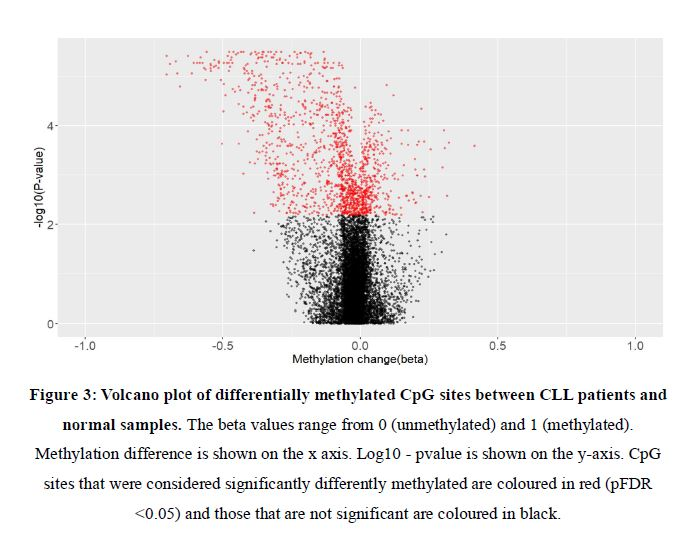 4
2
0
-log10(P-value)
-1.0 -0.5 0.0 0.5 1.0
Methylation change(beta)
Figure 3: Volcano plot of differentially methylated CpG sites between CLL patients and
normal samples. The beta values range from 0 (unmethylated) and 1 (methylated).
Methylation difference is shown on the x axis. Log10 - pvalue is shown on the y-axis. CpG
sites that were considered significantly differently methylated are coloured in red (pFDR
<0.05) and those that are not significant are coloured in black.